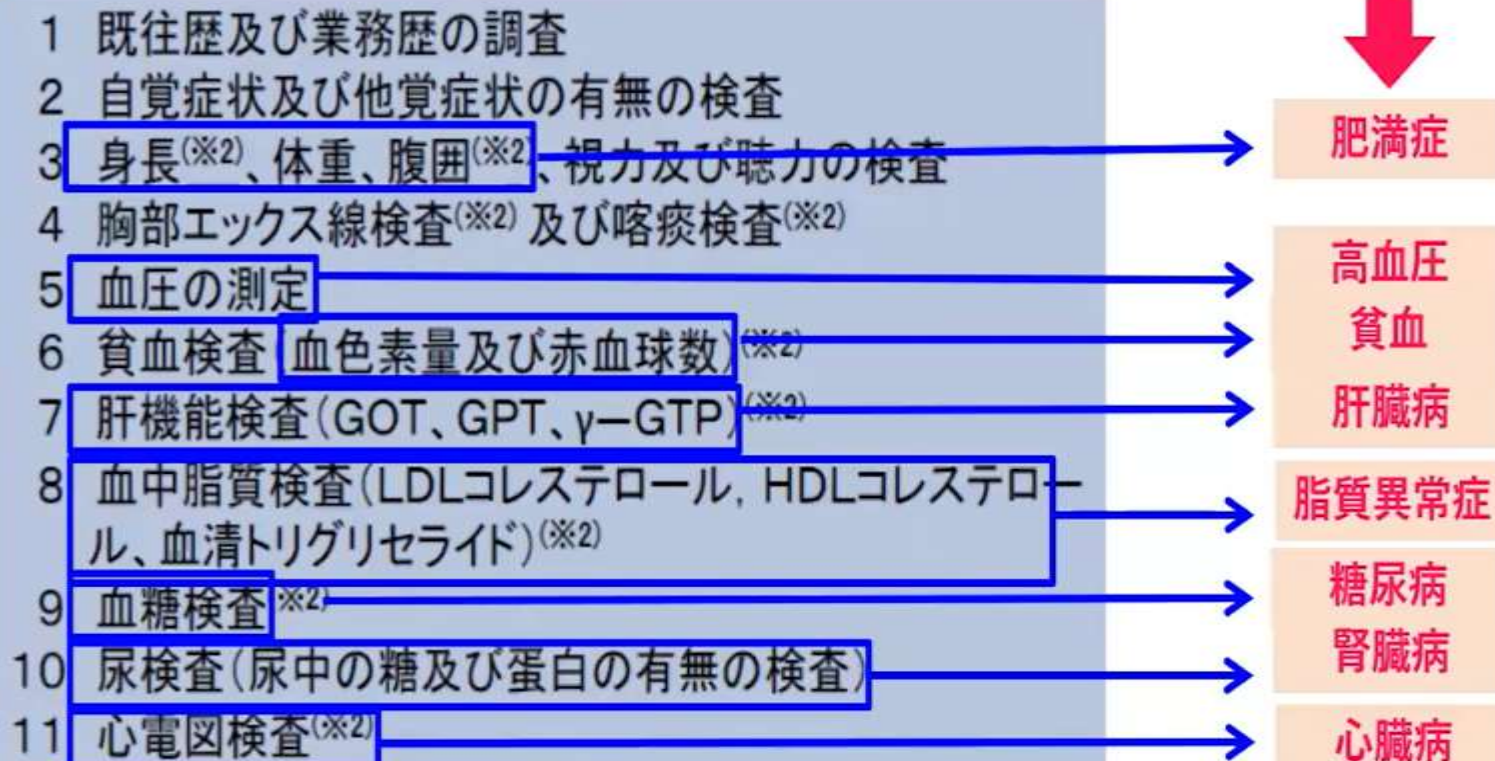 1 既往歴及び業務歴の調査
2 自覚症状及び他覚症状の有無の検査
3 身長(※2)、体重、腹囲(※2)、視力及び聴力の検査
肥満症
4 胸部エックス線検査(※2) 及び喀痰検査(※2)
5 血圧の測定
高血圧
6 貧血検査(血色素量及び赤血球数)(※2)
貧血
7 肝機能検査(GOT、GPT、γ―GTP)(※2)
肝臓病
8 血中脂質検査(LDLコレステロール, HDLコレステロー
ル、血清トリグリセライド)(※2)
脂質異常症
9 血糖検査(※2)
糖尿病
10 尿検査(尿中の糖及び蛋白の有無の検査)
腎臓病
11 心電図検査(※2)
心臓病